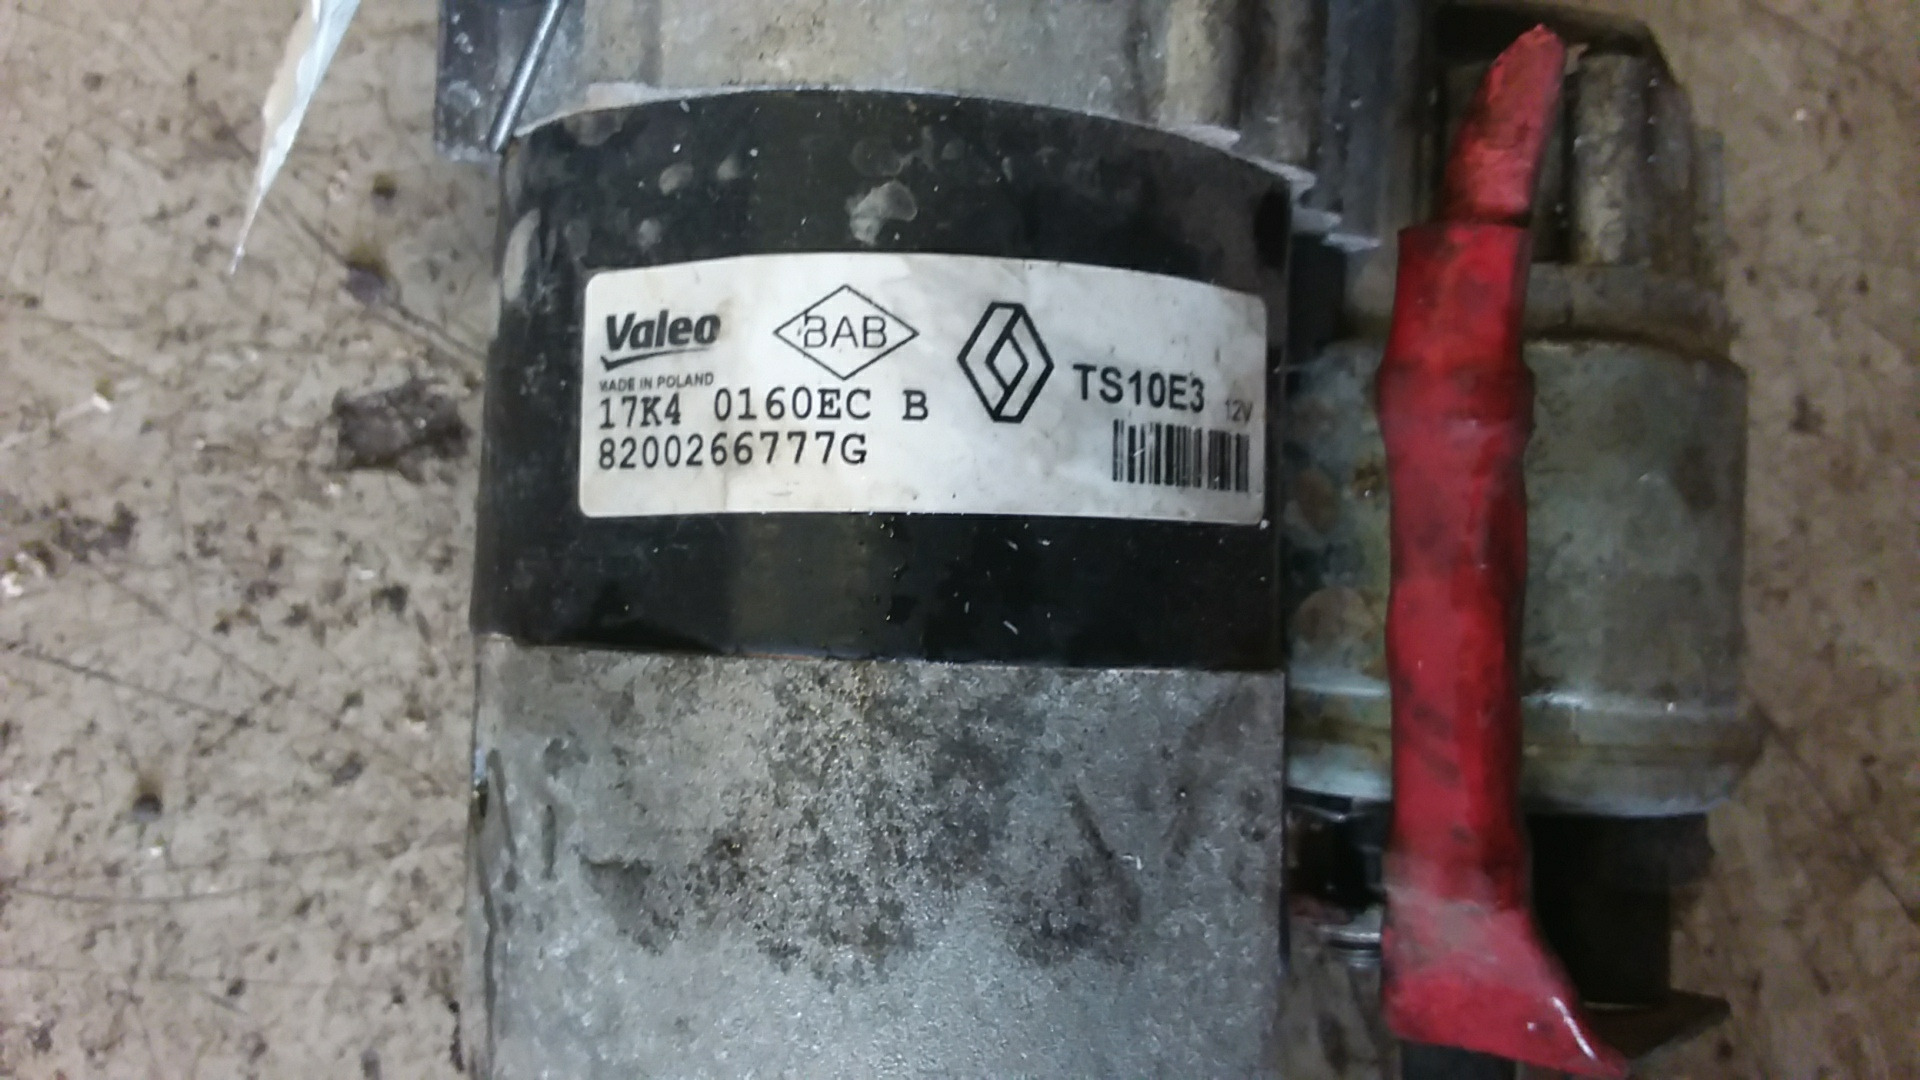 Valeo
BAB
MADE IN POLAND
TS10E3 12V
17K4 0160EC B
8200266777G